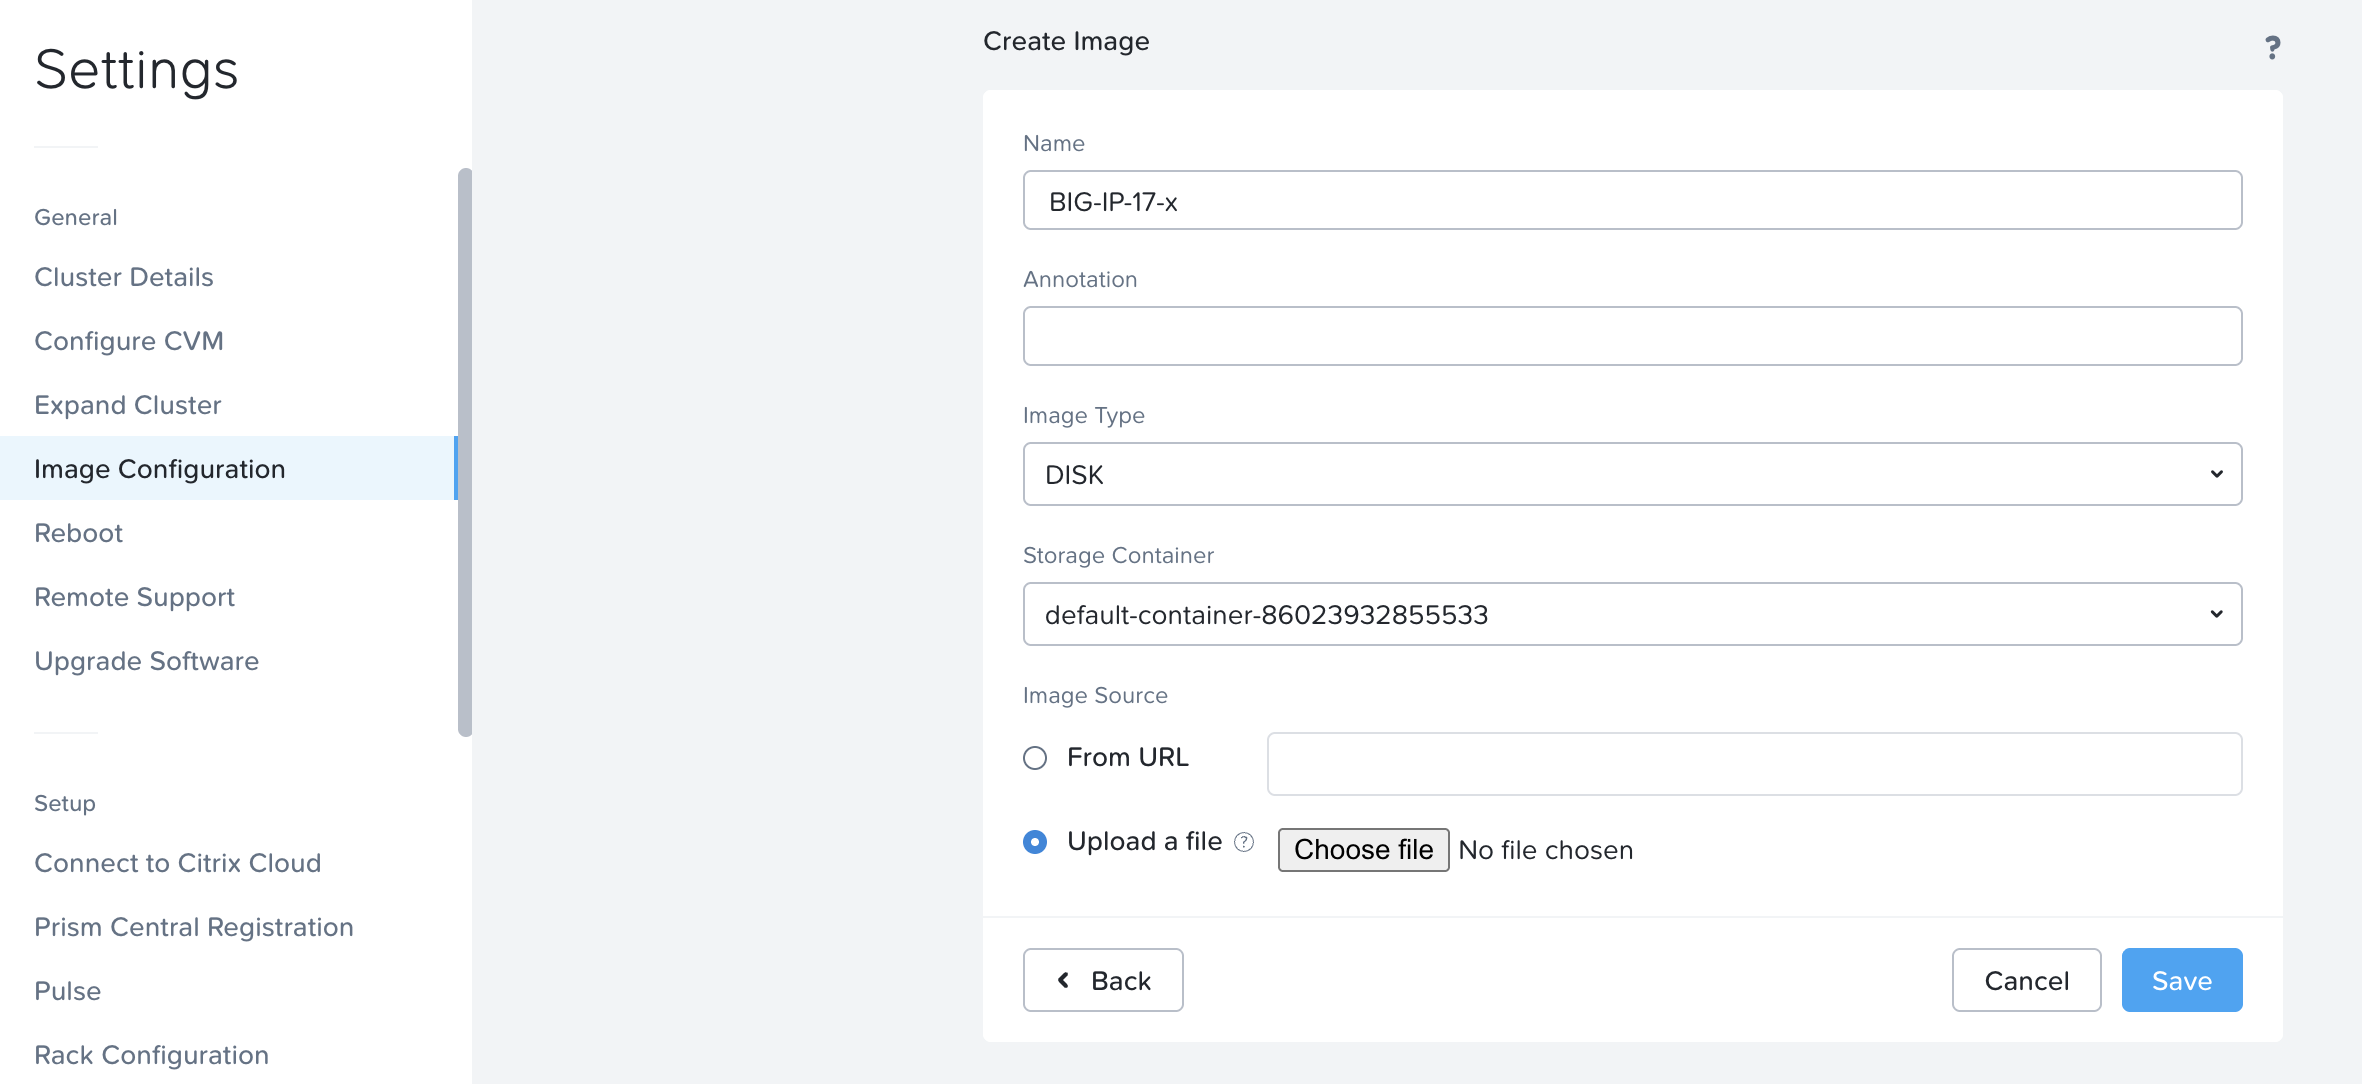 Settings
General
Cluster Details
Configure CVM
Expand Cluster
Image Configuration
Reboot
Remote Support
Upgrade Software
Setup
Connect to Citrix Cloud
Prism Central Registration
Pulse
Rack Configuration
Create Image
?
Name
BIG-IP-17-x
Annotation
Image Type
DISK
Storage Container
default-container-86023932855533
Image Source
From URL
Upload a file ? Choose file No file chosen
Back Cancel Save